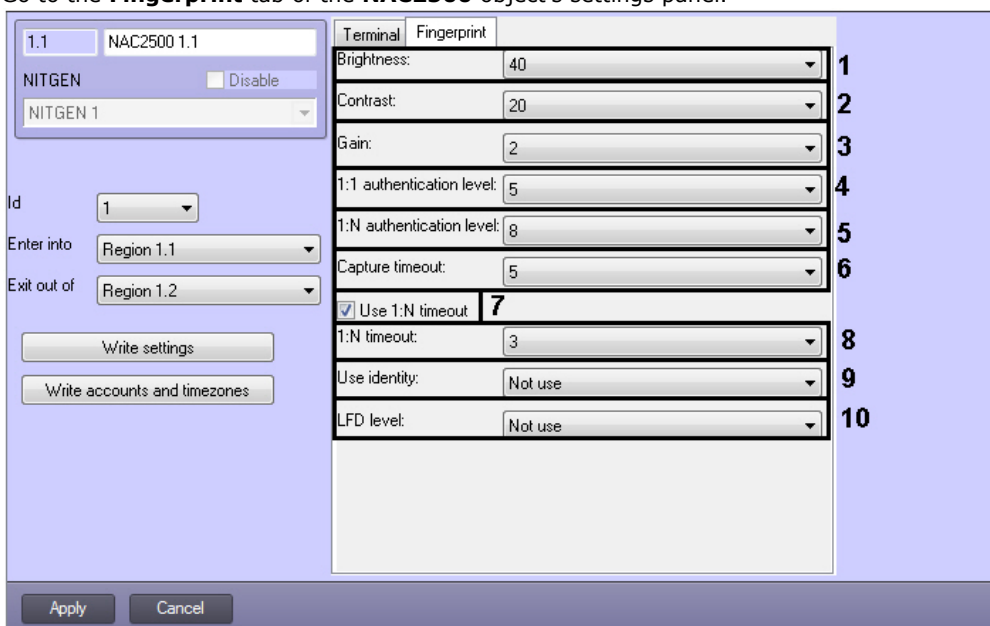 Go to the Fingerprint tab of the NAC2500 object's settings panel.
1.1 NAC2500 1.1
NITGEN Disable
NITGEN 1
Id 1
Enter into Region 1.1
Exit out of Region 1.2
Write settings
Write accounts and timezones
Terminal Fingerprint
Brightness: 40 1
Contrast: 20 2
Gain: 2 3
1:1 authentication level: 5 4
1:N authentication level: 8 5
Capture timeout: 5 6
Use 1:N timeout 7
1:N timeout: 3 8
Use identity: Not use 9
LFD level: Not use 10
Apply Cancel